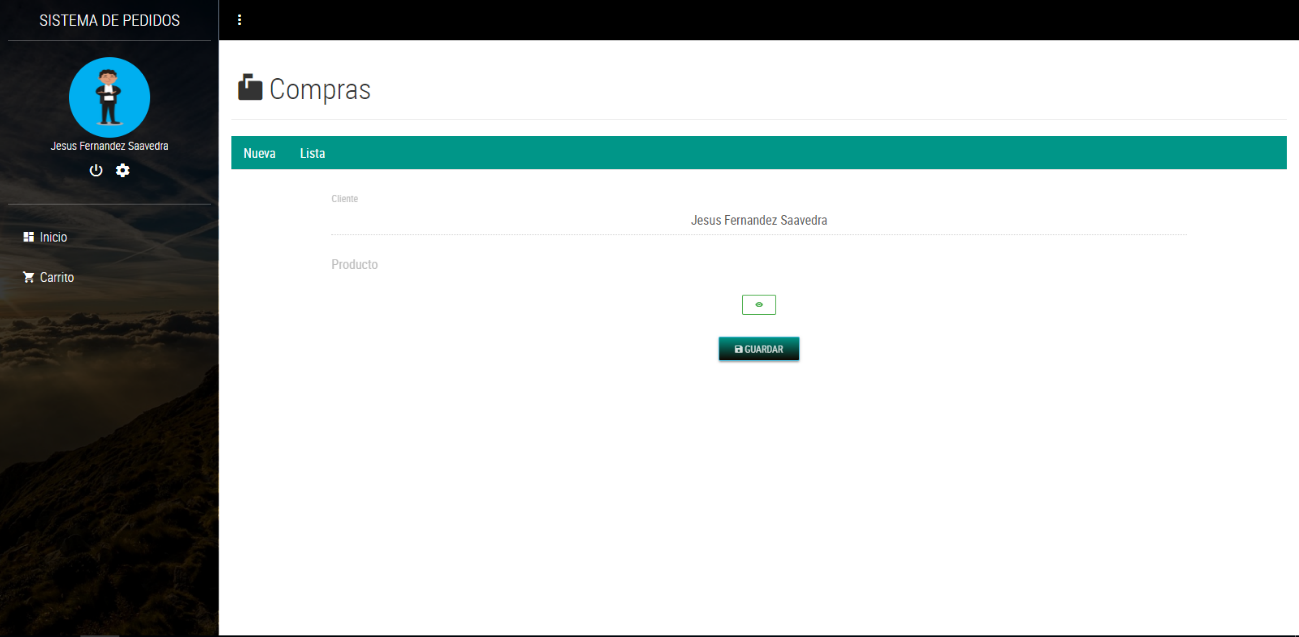 SISTEMA DE PEDIDOS
Jesus Fernandez Saavedra
Inicio
Carrito
Compras
Nueva Lista
Cliente
Jesus Fernandez Saavedra
Producto
GUARDAR